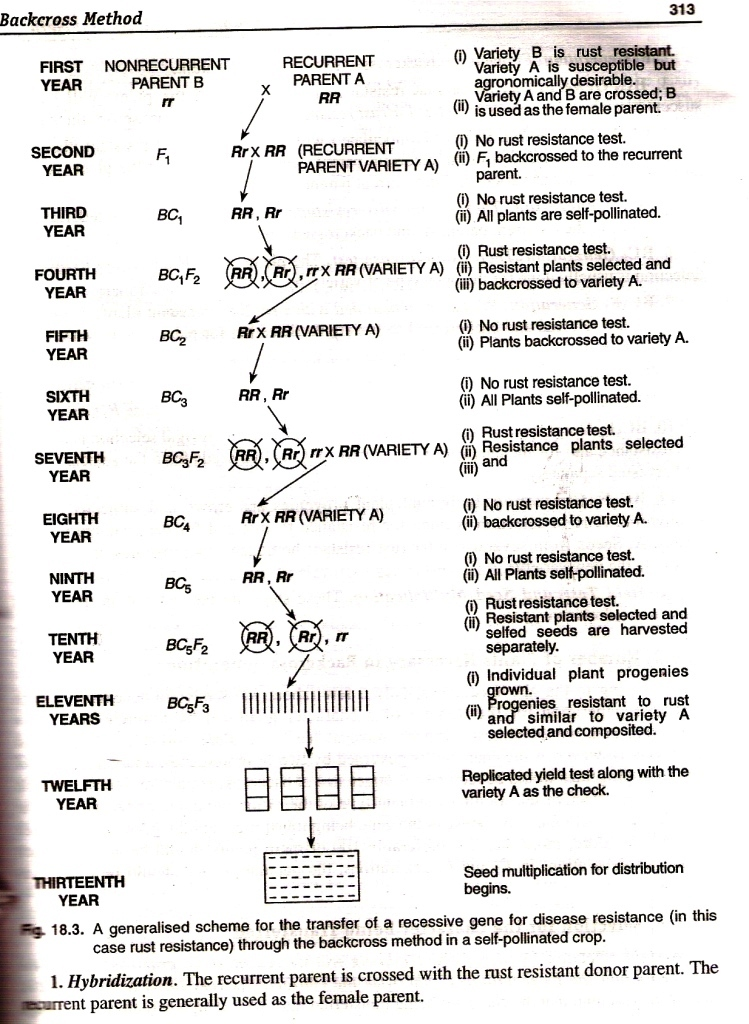 Backcross Method
313
FIRST YEAR NONRECURRENT PARENT B rr X RECURRENT PARENT A RR
(i) Variety B is rust resistant.
Variety A is susceptible but
agronomically desirable.
Variety A and B are crossed; B
(ii) is used as the female parent.
SECOND YEAR F1 Rr X RR (RECURRENT PARENT VARIETY A)
(i) No rust resistance test.
(ii) F1 backcrossed to the recurrent
parent.
THIRD YEAR BC1 RR, Rr
(i) No rust resistance test.
(ii) All plants are self-pollinated.
FOURTH YEAR BC1F2 RR, Rr, rr X RR (VARIETY A)
(i) Rust resistance test.
(ii) Resistant plants selected and
(iii) backcrossed to variety A.
FIFTH YEAR BC2 Rr X RR (VARIETY A)
(i) No rust resistance test.
(ii) Plants backcrossed to variety A.
SIXTH YEAR BC3 RR, Rr
(i) No rust resistance test.
(ii) All Plants self-pollinated.
SEVENTH YEAR BC3F2 RR, Rr rr X RR (VARIETY A)
(i) Rust resistance test.
(ii) Resistance plants selected
(iii) and
EIGHTH YEAR BC4 Rr X RR (VARIETY A)
(i) No rust resistance test.
(ii) backcrossed to variety A.
NINTH YEAR BC5 RR, Rr
(i) No rust resistance test.
(ii) All Plants self-pollinated.
TENTH YEAR BC5F2 RR, Rr, rr
(i) Rust resistance test.
(ii) Resistant plants selected and
selfed seeds are harvested
separately.
ELEVENTH YEARS BC5F3
(i) Individual plant progenies
grown.
(ii) Progenies resistant to rust
and similar to variety A
selected and composited.
TWELFTH YEAR
Replicated yield test along with the
variety A as the check.
THIRTEENTH YEAR
Seed multiplication for distribution
begins.
Fig. 18.3. A generalised scheme for the transfer of a recessive gene for disease resistance (in this
case rust resistance) through the backcross method in a self-pollinated crop.
1. Hybridization. The recurrent parent is crossed with the rust resistant donor parent. The
recurrent parent is generally used as the female parent.